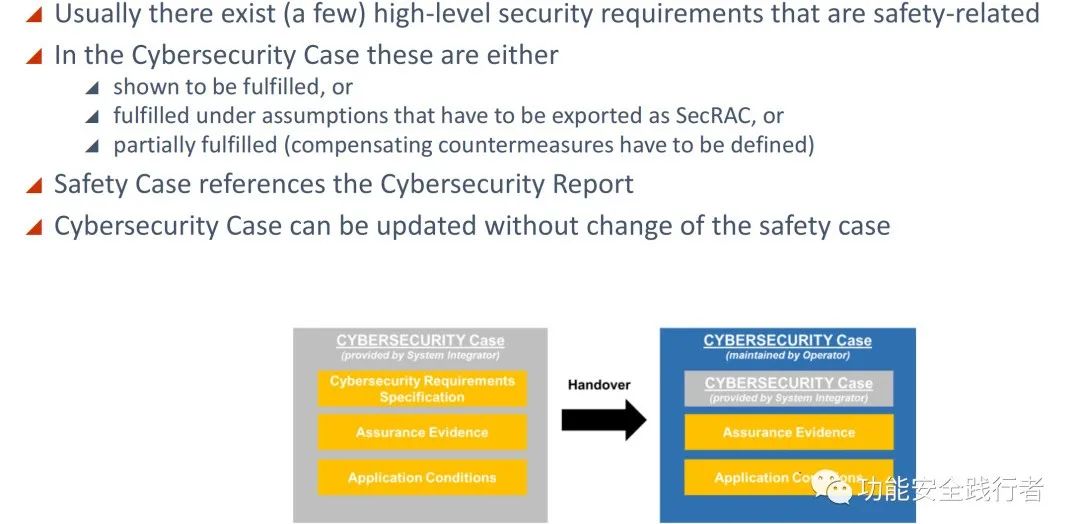 Usually there exist (a few) high-level security requirements that are safety-related
In the Cybersecurity Case these are either
shown to be fulfilled, or
fulfilled under assumptions that have to be exported as SecRAC, or
partially fulfilled (compensating countermeasures have to be defined)
Safety Case references the Cybersecurity Report
Cybersecurity Case can be updated without change of the safety case
CYBERSECURITY Case
(provided by System Integrator)
Cybersecurity Requirements
Specification
Assurance Evidence
Application Conditions
Handover
CYBERSECURITY Case
(maintained by Operator)
CYBERSECURITY Case
(provided by System Integrator)
Assurance Evidence
Application Conditions
功能安全践行者